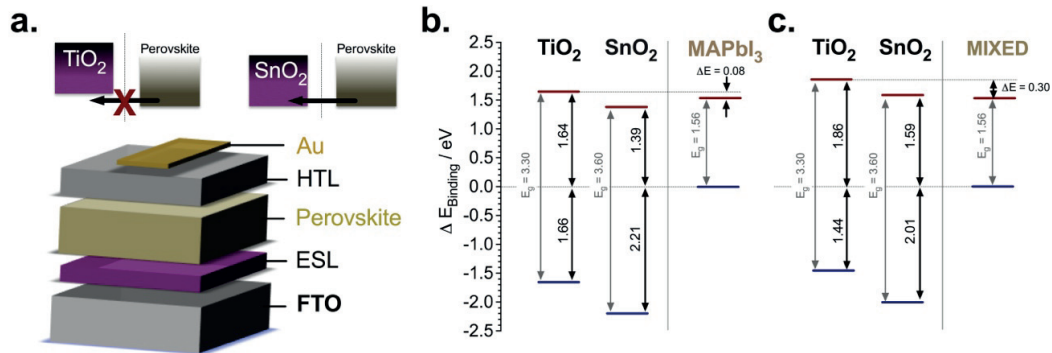 a.
TiO2
Perovskite
X
SnO2
Perovskite
Au
HTL
Perovskite
ESL
FTO
b.
TiO2 SnO2 MAPbI3
Δ EBinding / eV
2.5
2.0
1.5
1.0
0.5
0.0
-0.5
-1.0
-1.5
-2.0
-2.5
Eg = 3.30
1.64
1.66
Eg = 3.60
1.39
2.21
ΔE = 0.08
Eg = 1.56
c.
TiO2 SnO2 MIXED
Eg = 3.30
1.86
1.44
Eg = 3.60
1.59
2.01
ΔE = 0.30
Eg = 1.56